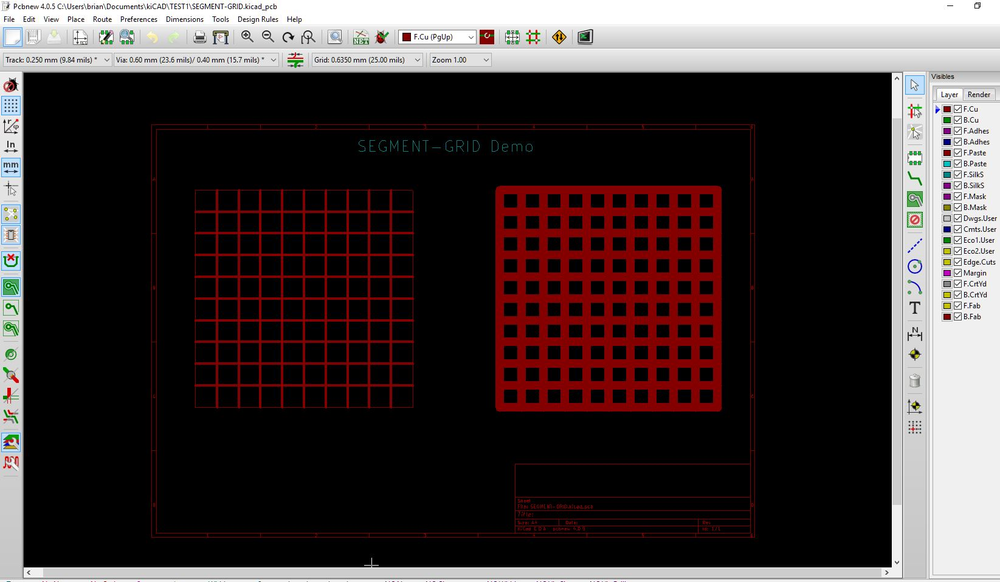 Pcbnew 4.0.5 C:\Users\brian\Documents\kiCAD\TEST1\SEGMENT-GRID.kicad_pcb
File Edit View Place Route Preferences Dimensions Tools Design Rules Help
NET
F.Cu (PgUp)
Track: 0.250 mm (9.84 mils) *
Via: 0.60 mm (23.6 mils)/ 0.40 mm (15.7 mils) *
Grid: 0.6350 mm (25.00 mils)
Zoom 1.00
In
mm
SEGMENT-GRID Demo
Sheet:
File: SEGMENT-GRID.kicad_pcb
Title:
Size: A4 Date: Rev
KiCad E.D.A. pcbnew 4.0.5 Id: 1/1
T
N
Visibles
Layer Render
F.Cu
B.Cu
F.Adhes
B.Adhes
F.Paste
B.Paste
F.SilkS
B.SilkS
F.Mask
B.Mask
Dwgs.User
Cmts.User
Eco1.User
Eco2.User
Edge.Cuts
Margin
F.CrtYd
B.CrtYd
F.Fab
B.Fab